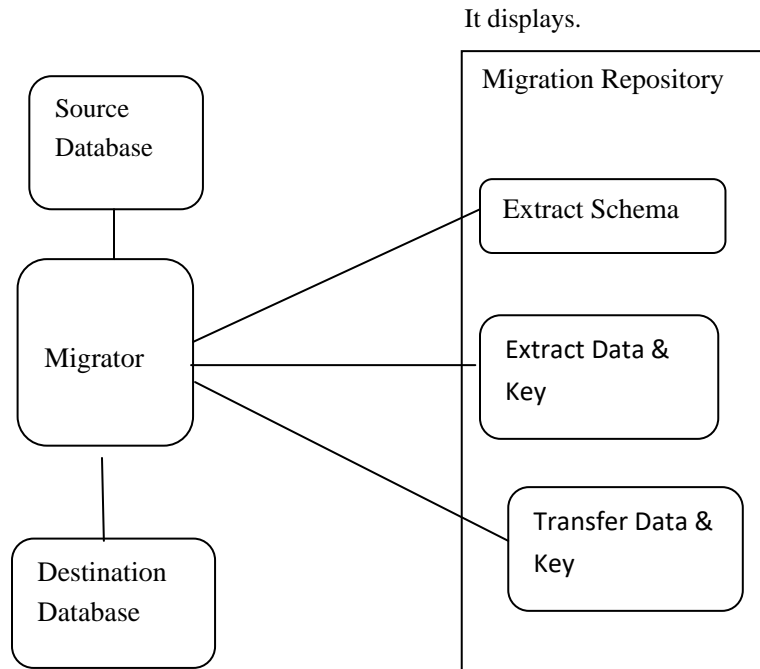 It displays.
Migration Repository
Source
Database
Extract Schema
Migrator
Extract Data &
Key
Transfer Data &
Key
Destination
Database